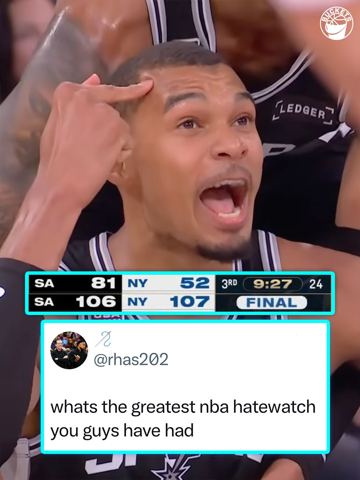 BUCKETS
LEDGER
SA 81 NY 52 3RD 9:27 24
SA 106 NY 107 FINAL
@rhas202
whats the greatest nba hatewatch
you guys have had